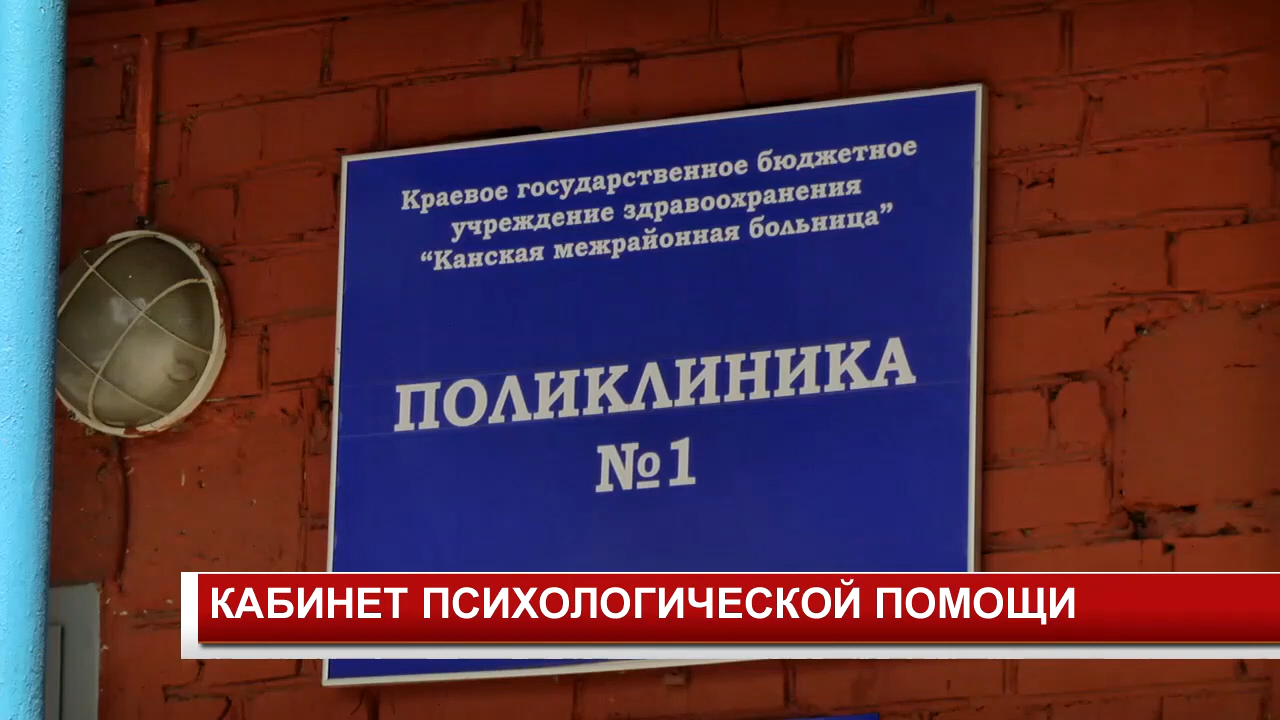 Краевое государственное бюджетное
учреждение здравоохранения
“Канская межрайонная больница”
ПОЛИКЛИНИКА
№1
КАБИНЕТ ПСИХОЛОГИЧЕСКОЙ ПОМОЩИ